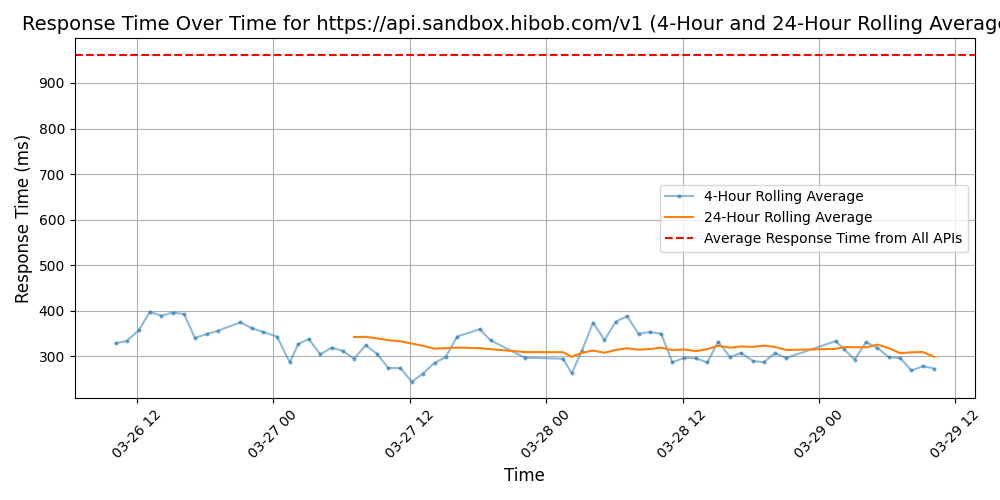 Response Time Over Time for https://api.sandbox.hibob.com/v1 (4-Hour and 24-Hour Rolling Average
Response Time (ms)
900
800
700
600
500
400
300
4-Hour Rolling Average
24-Hour Rolling Average
Average Response Time from All APIs
03-26 12
03-27 00
03-27 12
03-28 00
03-28 12
03-29 00
03-29 12
Time